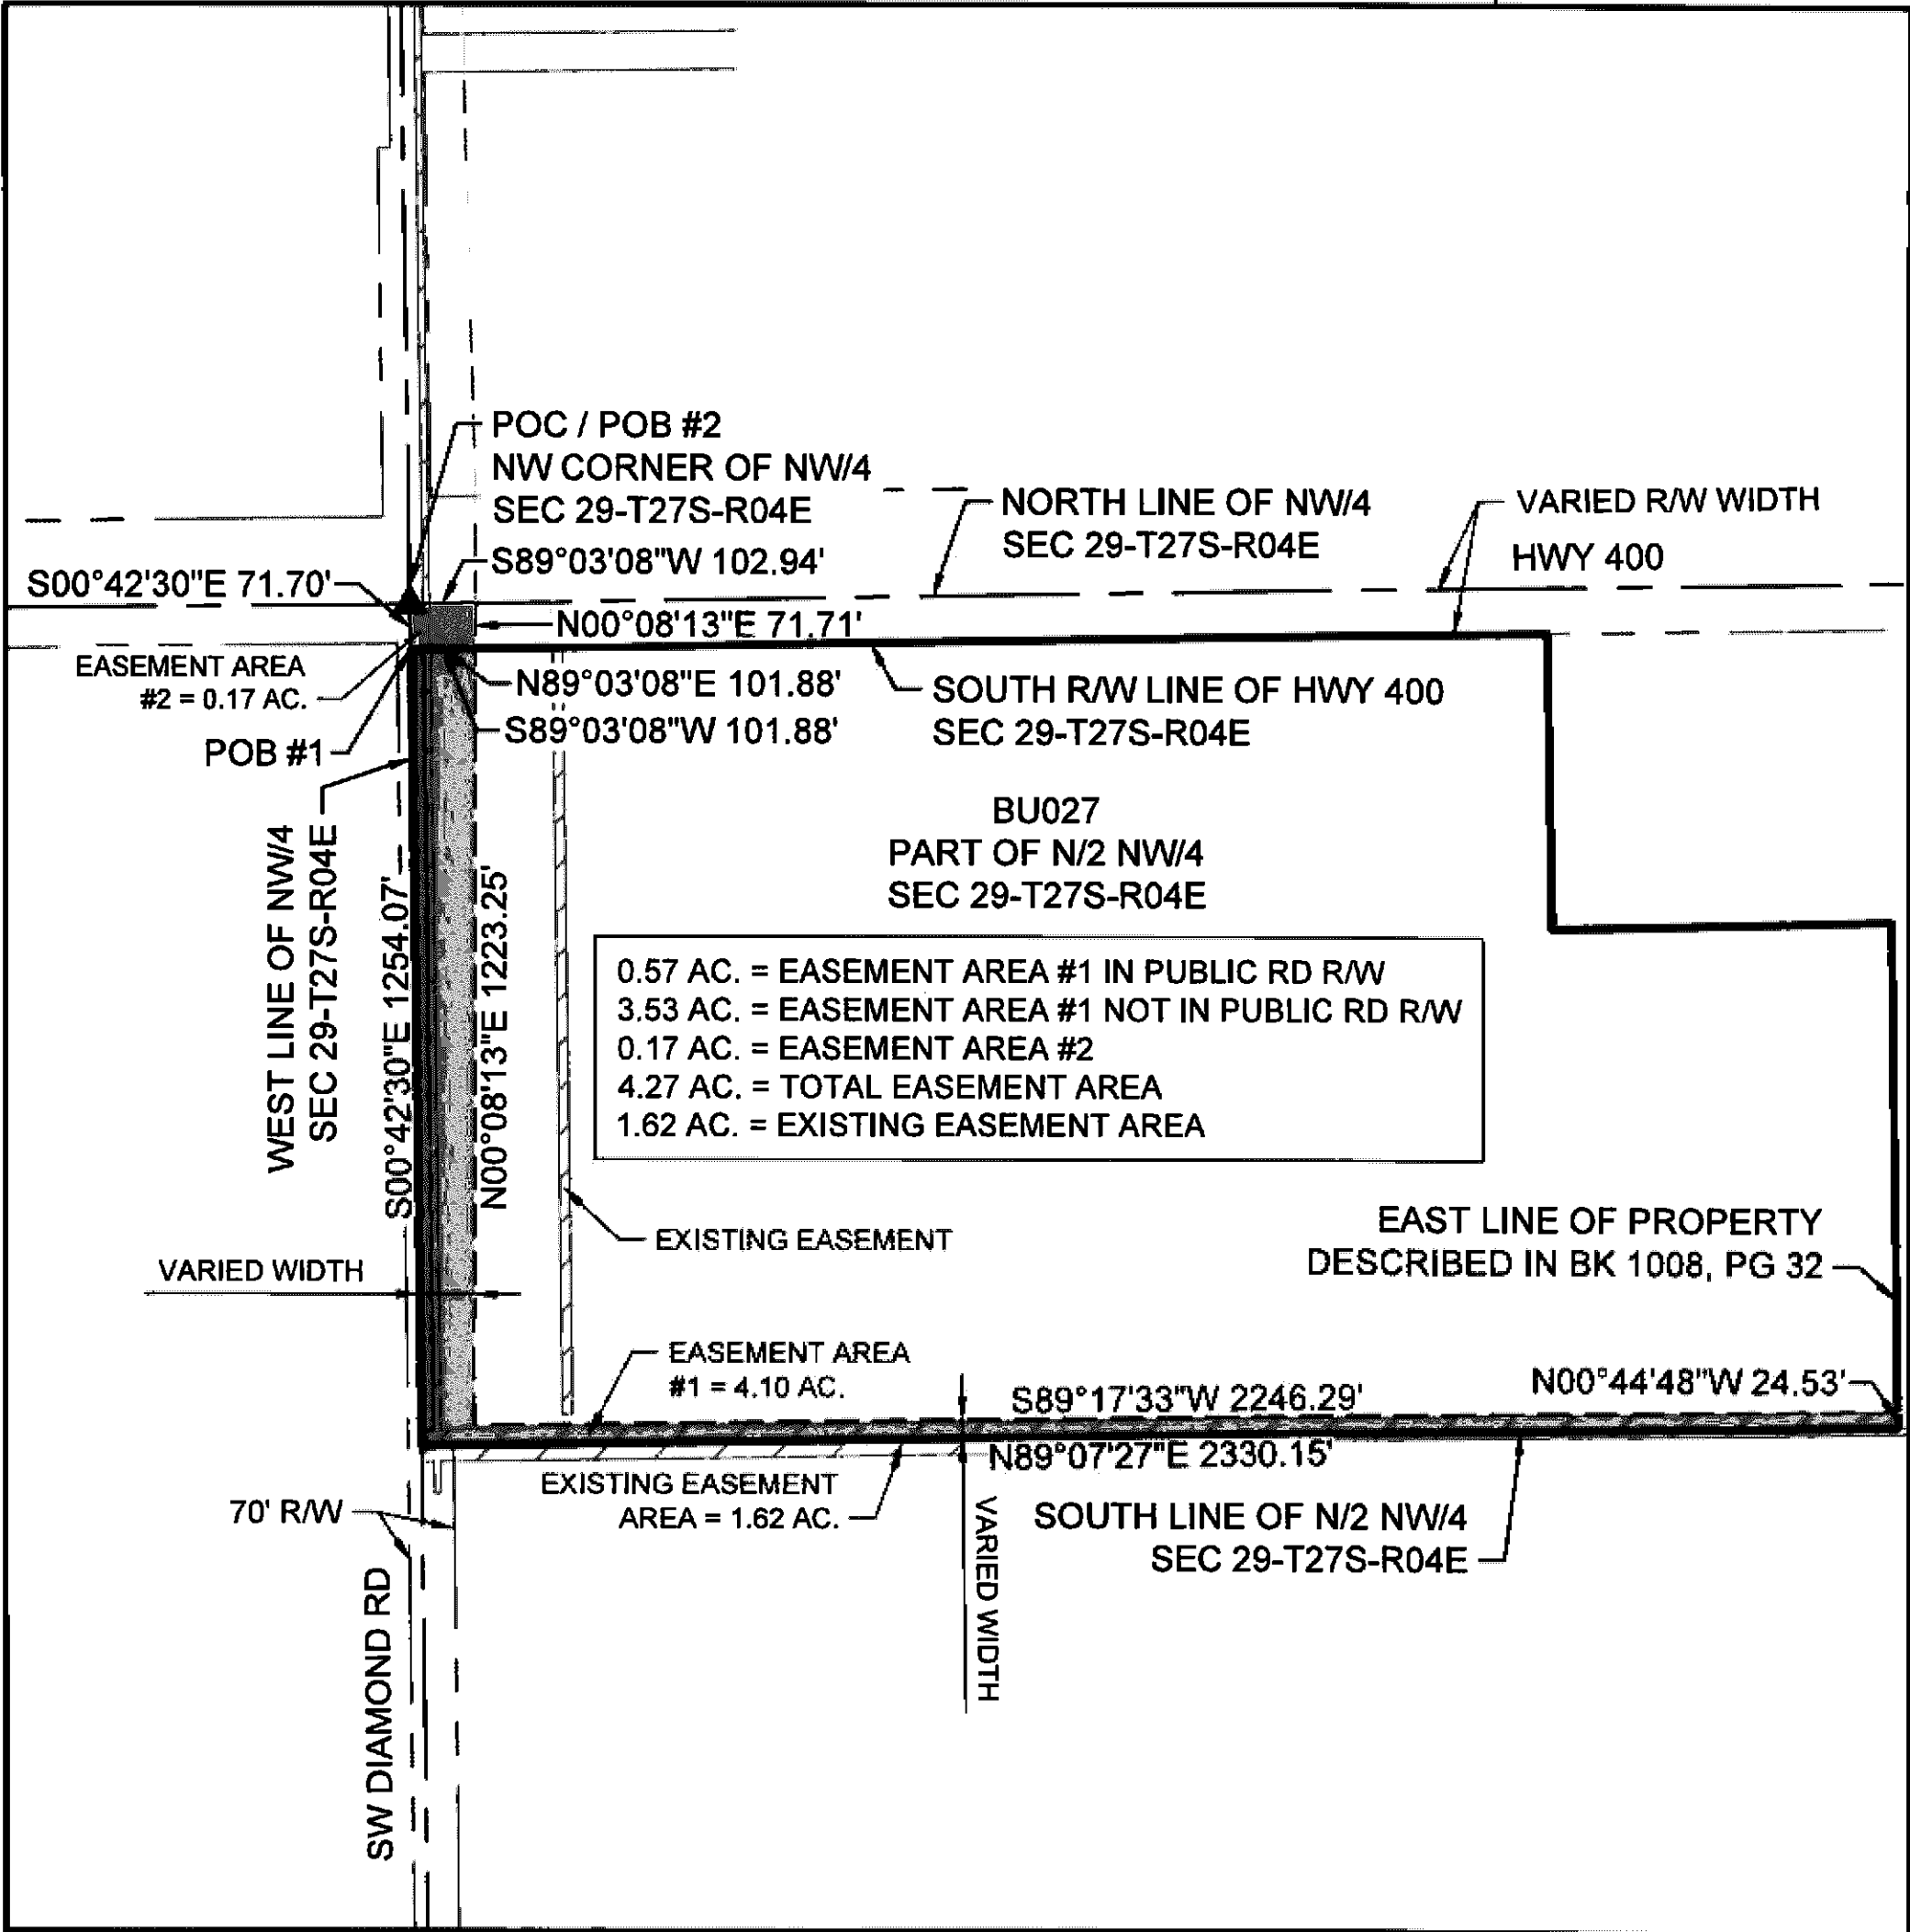 POC / POB #2
NW CORNER OF NW/4
SEC 29-T27S-R04E
NORTH LINE OF NW/4
SEC 29-T27S-R04E
VARIED R/W WIDTH
HWY 400
S89°03'08"W 102.94'
S00°42'30"E 71.70'
N00°08'13"E 71.71'
EASEMENT AREA
#2 = 0.17 AC.
N89°03'08"E 101.88'
S89°03'08"W 101.88'
SOUTH R/W LINE OF HWY 400
SEC 29-T27S-R04E
POB #1
WEST LINE OF NW/4
SEC 29-T27S-R04E
S00°42'30"E 1254.07'
N00°08'13"E 1223.25'
BU027
PART OF N/2 NW/4
SEC 29-T27S-R04E
0.57 AC. = EASEMENT AREA #1 IN PUBLIC RD R/W
3.53 AC. = EASEMENT AREA #1 NOT IN PUBLIC RD R/W
0.17 AC. = EASEMENT AREA #2
4.27 AC. = TOTAL EASEMENT AREA
1.62 AC. = EXISTING EASEMENT AREA
EXISTING EASEMENT
EAST LINE OF PROPERTY
DESCRIBED IN BK 1008, PG 32
VARIED WIDTH
EASEMENT AREA
#1 = 4.10 AC.
S89°17'33"W 2246.29'
N00°44'48"W 24.53'
N89°07'27"E 2330.15'
EXISTING EASEMENT
AREA = 1.62 AC.
VARIED WIDTH
SOUTH LINE OF N/2 NW/4
SEC 29-T27S-R04E
70' R/W
SW DIAMOND RD